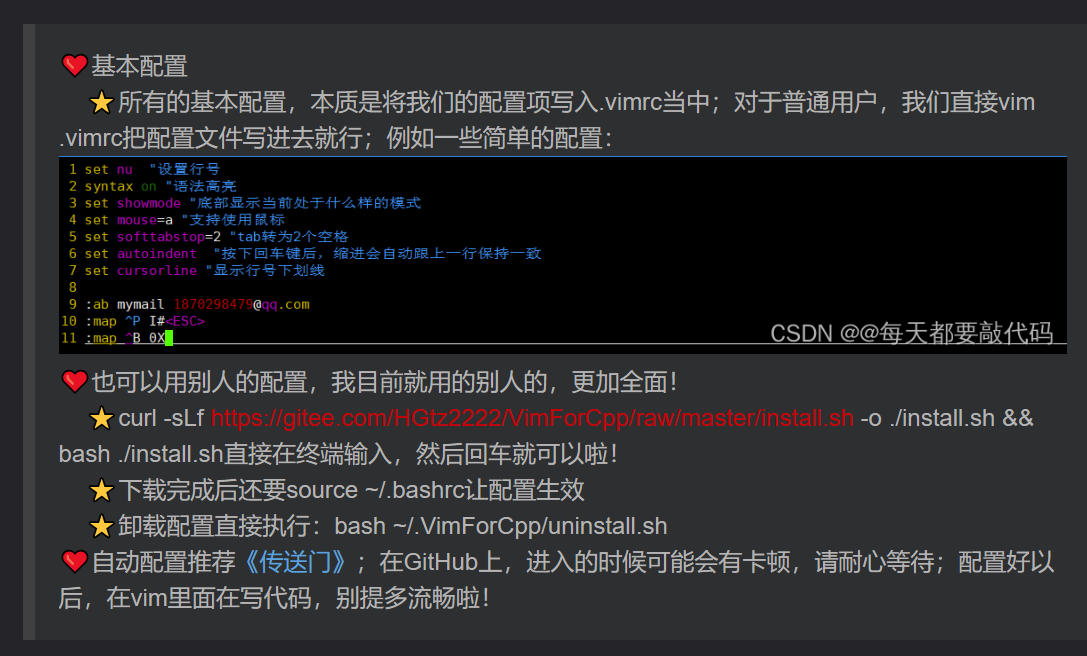 基本配置
所有的基本配置，本质是将我们的配置项写入.vimrc当中；对于普通用户，我们直接vim
.vimrc把配置文件写进去就行；例如一些简单的配置：
1 set nu  "设置行号
2 syntax on "语法高亮
3 set showmode "底部显示当前处于什么样的模式
4 set mouse=a "支持使用鼠标
5 set softtabstop=2 "tab转为2个空格
6 set autoindent  "按下回车键后，缩进会自动跟上一行保持一致
7 set cursorline "显示行号下划线
8
9 :ab mymail 1870298479@qq.com
10 :map ^P I#<ESC>
11 :map ^B 0X
CSDN @@每天都要敲代码
也可以用别人的配置，我目前就用的别人的，更加全面！
curl -sLf https://gitee.com/HGtz2222/VimForCpp/raw/master/install.sh -o ./install.sh &&
bash ./install.sh直接在终端输入，然后回车就可以啦！
下载完成后还要source ~/.bashrc让配置生效
卸载配置直接执行：bash ~/.VimForCpp/uninstall.sh
自动配置推荐《传送门》；在GitHub上，进入的时候可能会有卡顿，请耐心等待；配置好以
后，在vim里面在写代码，别提多流畅啦！